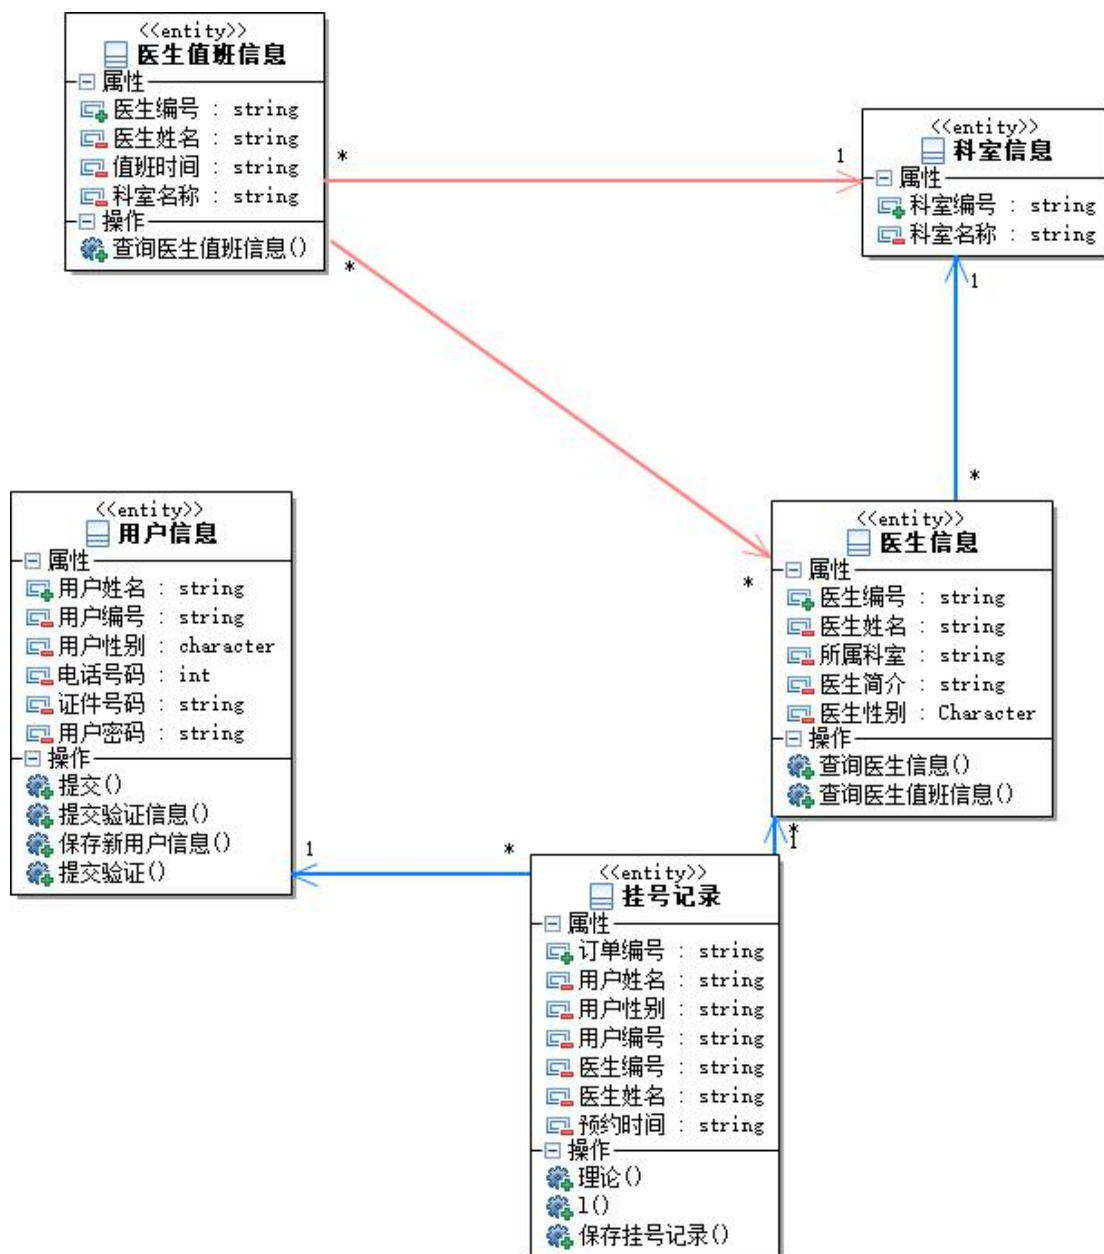 <<entity>>
医生值班信息
属性
医生编号 : string
医生姓名 : string
值班时间 : string
科室名称 : string
操作
查询医生值班信息()
*
1
*
<<entity>>
科室信息
属性
科室编号 : string
科室名称 : string
1
*
*
<<entity>>
用户信息
属性
用户姓名 : string
用户编号 : string
用户性别 : character
电话号码 : int
证件号码 : string
用户密码 : string
操作
提交()
提交验证信息()
保存新用户信息()
提交验证()
<<entity>>
医生信息
属性
医生编号 : string
医生姓名 : string
所属科室 : string
医生简介 : string
医生性别 : Character
操作
查询医生信息()
查询医生值班信息()
1
*
*
1
<<entity>>
挂号记录
属性
订单编号 : string
用户姓名 : string
用户性别 : string
用户编号 : string
医生编号 : string
医生姓名 : string
预约时间 : string
操作
理论()
1()
保存挂号记录()